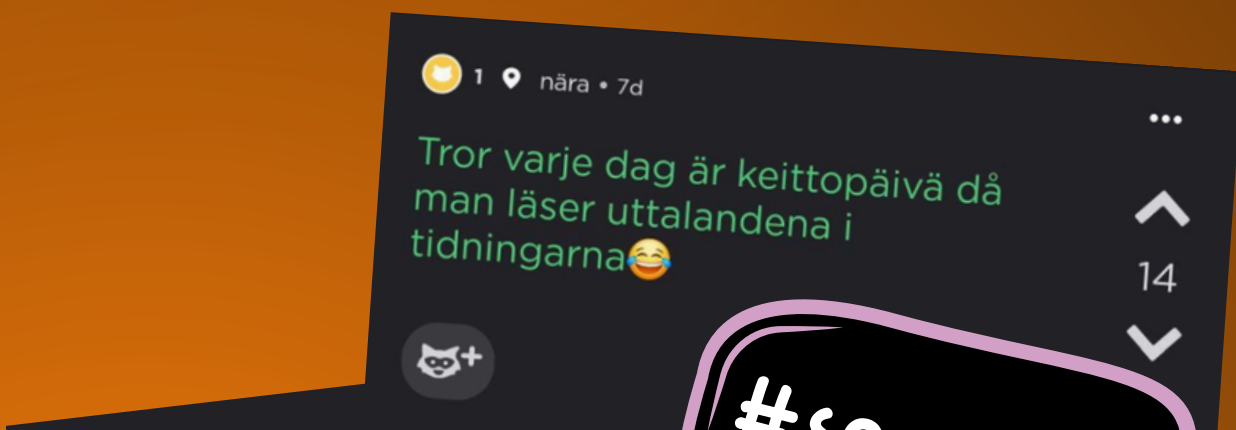 1 nära • 7d
Tror varje dag är keittopäivä då
man läser uttalandena i
tidningarna😂
14